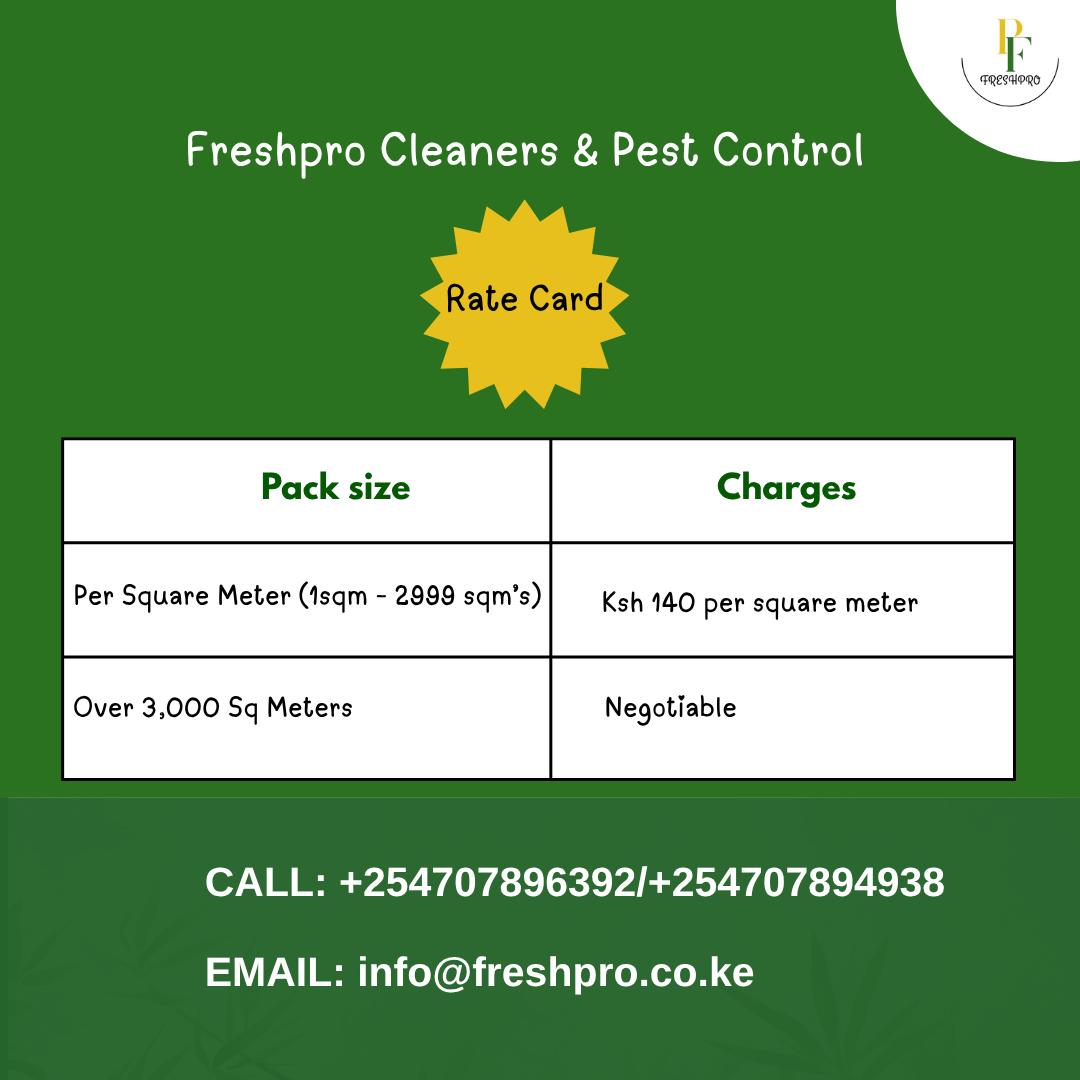 PF
FRESHPRO
Freshpro Cleaners & Pest Control
Rate Card
Pack size
Charges
Per Square Meter (1sqm - 2999 sqm's)
Ksh 140 per square meter
Over 3,000 Sq Meters
Negotiable
CALL: +254707896392/+254707894938
EMAIL: info@freshpro.co.ke